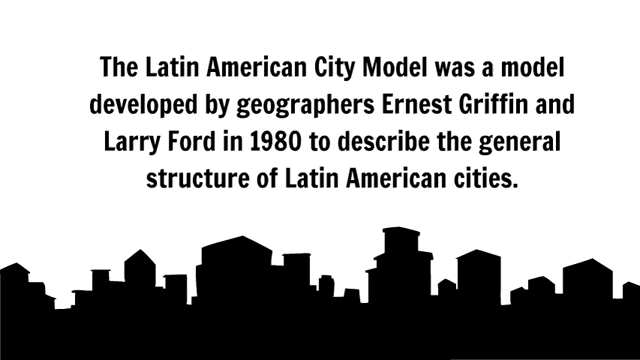 The Latin American City Model was a model
developed by geographers Ernest Griffin and
Larry Ford in 1980 to describe the general
structure of Latin American cities.